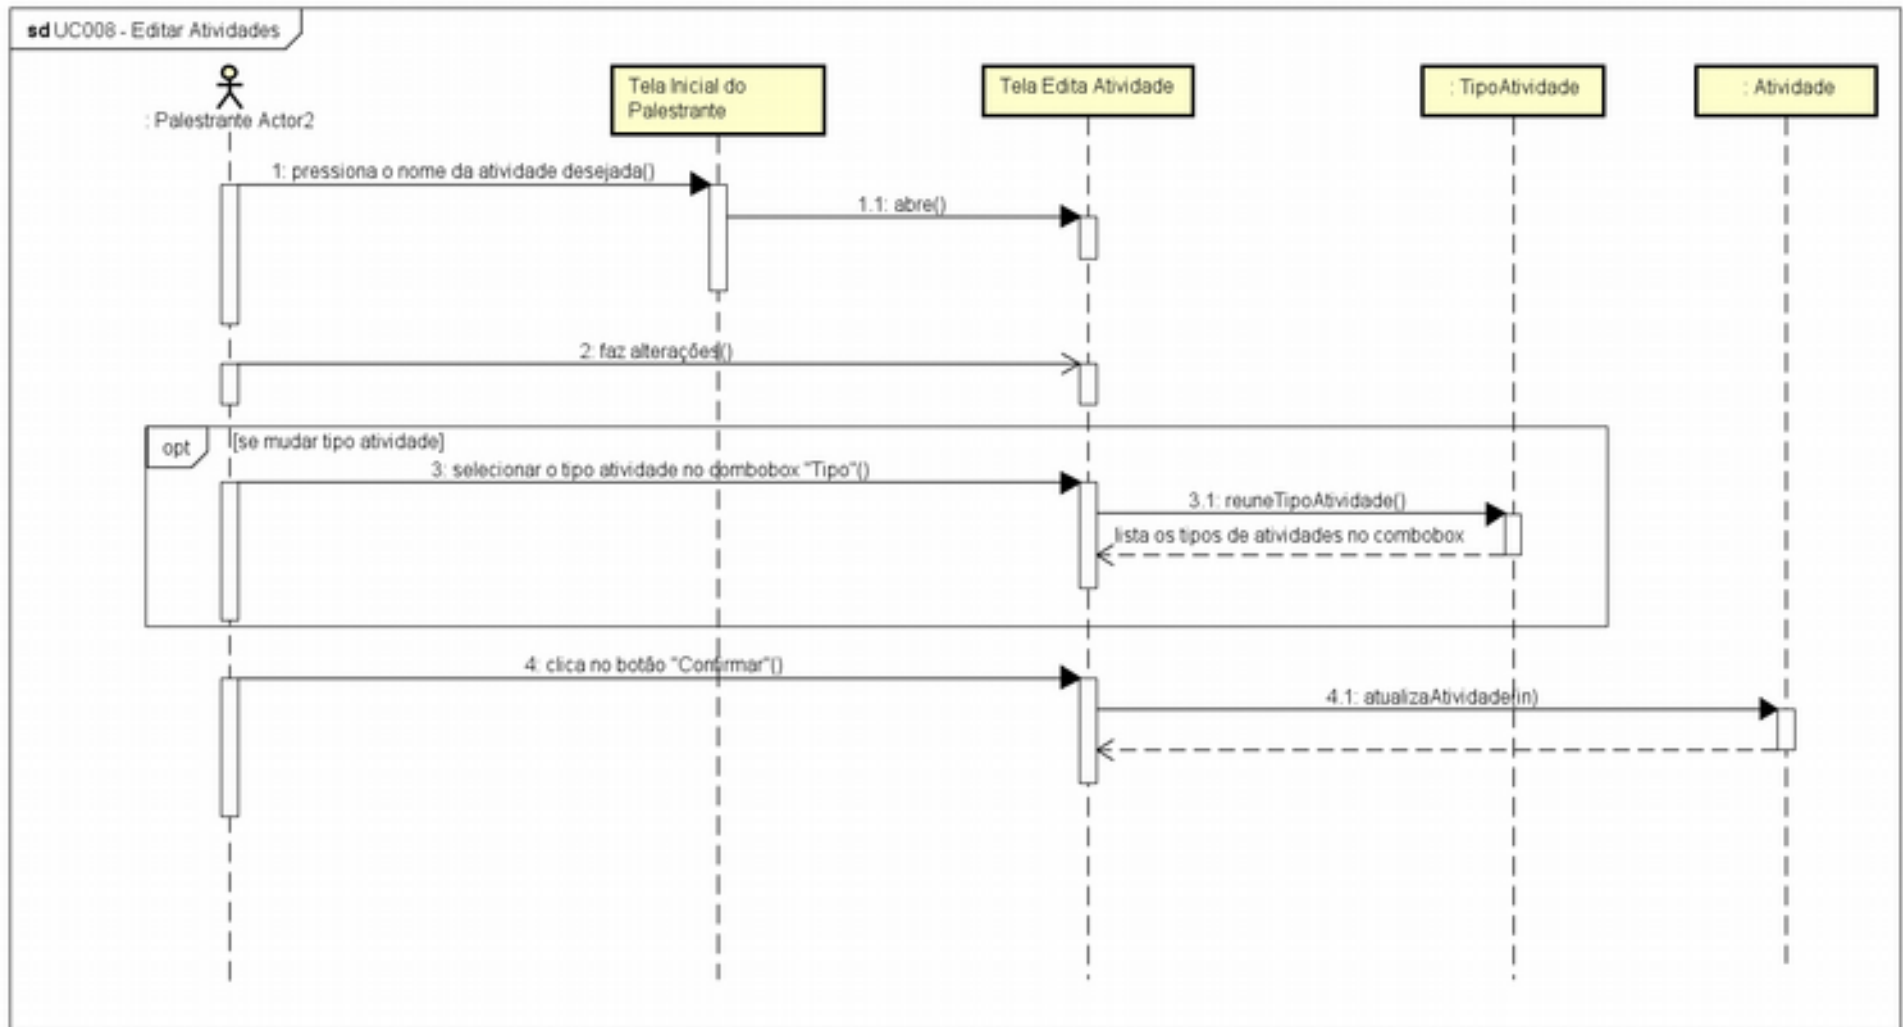 sd UC008 - Editar Atividades
: Palestrante Actor2
Tela Inicial do
Palestrante
Tela Edita Atividade
: TipoAtividade
: Atividade
1: pressiona o nome da atividade desejada()
1.1: abre()
2: faz alterações()
opt
[se mudar tipo atividade]
3: selecionar o tipo atividade no combobox "Tipo"()
3.1: reuneTipoAtividade()
lista os tipos de atividades no combobox
4: clica no botão "Confirmar"()
4.1: atualizaAtividade(in)